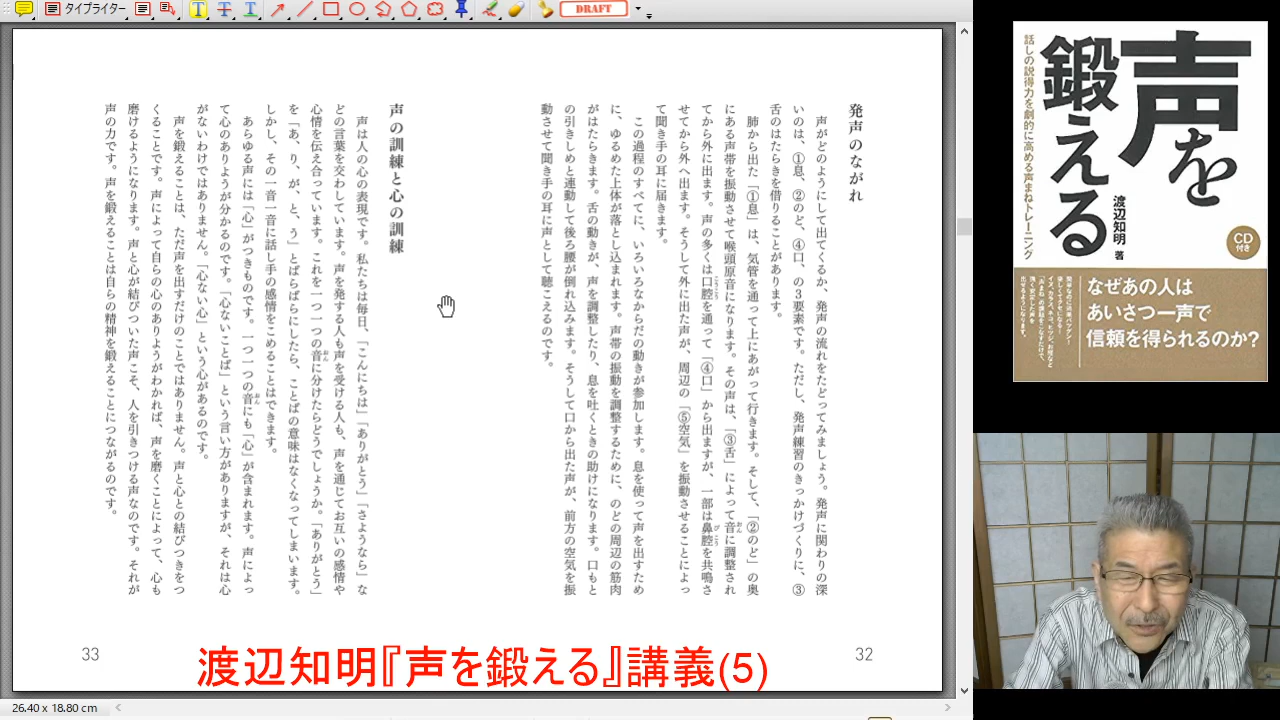 タイプライター
DRAFT
発声のながれ
声がどのようにして出てくるか、発声の流れをたどってみましょう。発声に関わりの深
いのは、①息、②のど、④口、の3要素です。ただし、発声練習のきっかけづくりに、③
舌のはたらきを借りることがあります。
肺から出た「①息」は、気管を通って上にあがって行きます。そして、「②のど」の奥
にある声帯を振動させて喉頭原音になります。その声は、「③舌」によって音に調整され
てから外に出ます。声の多くは口腔を通って「④口」から出ますが、一部は鼻腔を共鳴さ
せてから外へ出ます。そうして外に出た声が、周辺の「⑤空気」を振動させることによっ
て聞き手の耳に届きます。
この過程のすべてに、いろいろなからだの動きが参加します。息を使って声を出すため
に、ゆるめた上体が落とし込まれます。声帯の振動を調整するために、のどの周辺の筋肉
がはたらきます。舌の動きが、声を調整したり、息を吐くときの助けになります。口もと
の引きしめと連動して後ろ腰が倒れ込みます。そうして口から出た声が、前方の空気を振
動させて聞き手の耳に声として聴こえるのです。
32
声の訓練と心の訓練
声は人の心の表現です。私たちは毎日、「こんにちは」「ありがとう」「さようなら」な
どの言葉を交わしています。声を発する人も声を受ける人も、声を通じてお互いの感情や
心情を伝え合っています。これを一つ一つの音に分けたらどうでしょうか。「ありがとう」
を「あ、り、が、と、う」とばらばらにしたら、ことばの意味はなくなってしまいます。
しかし、その一音一音に話し手の感情をこめることはできます。
あらゆる声には「心」がつきものです。一つ一つの音にも「心」が含まれます。声によっ
て心のありようが分かるのです。「心ないことば」という言い方がありますが、それは心
がないわけではありません。「心ない心」という心があるのです。
声を鍛えることは、ただ声を出すだけのことではありません。声と心との結びつきをつ
くることです。声によって自らの心のありようがわかれば、声を磨くことによって、心も
磨けるようになります。声と心が結びついた声こそ、人を引きつける声なのです。それが
声の力です。声を鍛えることは自らの精神を鍛えることにつながるのです。
33
渡辺知明『声を鍛える』講義(5)
26.40 x 18.80 cm
声を
鍛える
話しの説得力を劇的に高める声まねトレーニング
渡辺知明 著
CD
付き
なぜあの人は
あいさつ一声で
信頼を得られるのか?